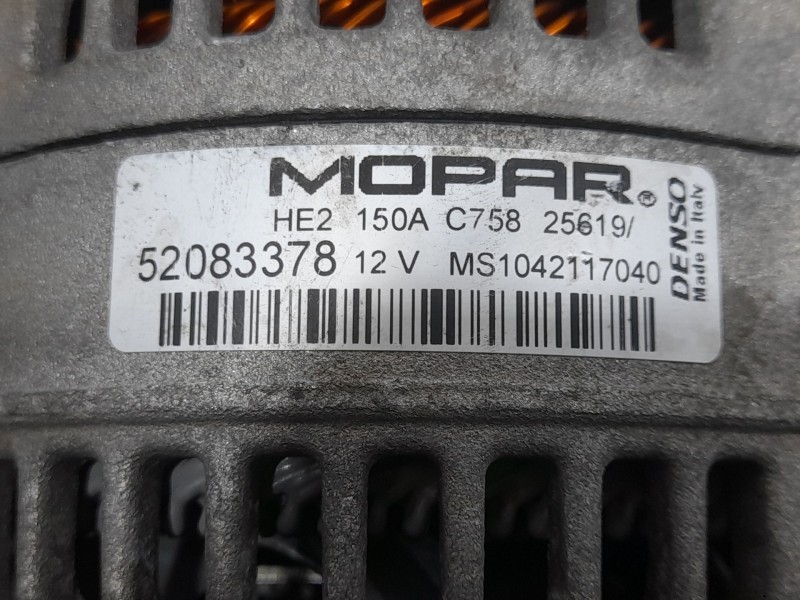 MOPAR®
HE2 150A C758 25619/
52083378 12 V MS1042117040
DENSO
Made in Italy